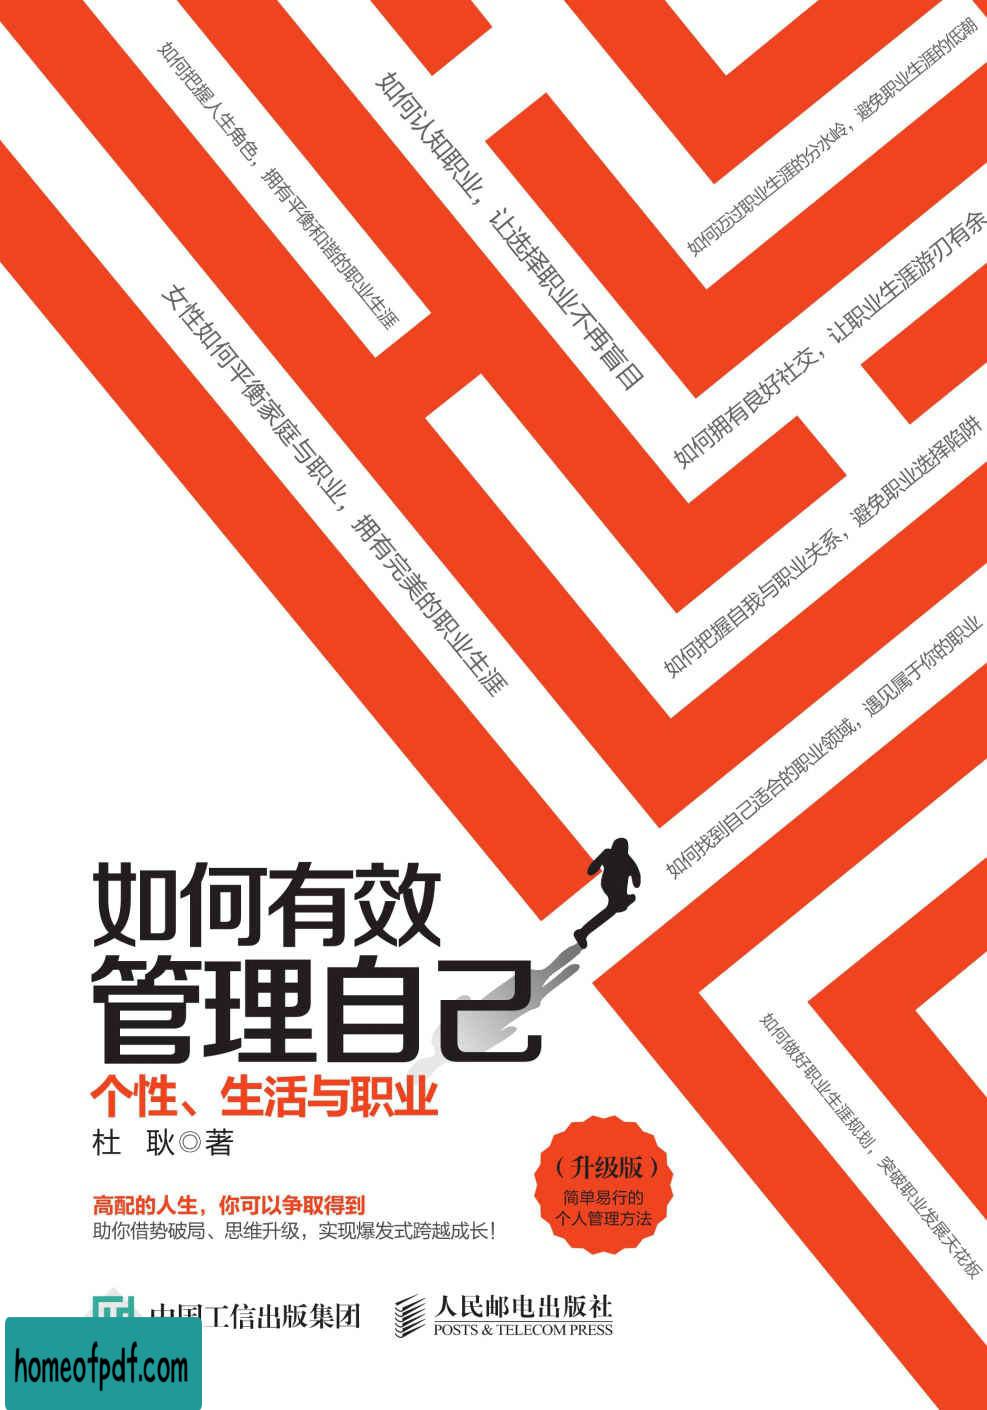 如何把握人生角色，拥有平衡和谐的职业生涯
如何认知职业，让选择职业不再盲目
如何迈过职业生涯的分水岭，避免职业生涯的低潮
如何拥有良好社交，让职业生涯游刃有余
女性如何平衡家庭与职业，拥有完美的职业生涯
如何把握自我与职业关系，避免职业选择陷阱
如何找到自己适合的职业领域，遇见属于你的职业
如何做好职业生涯规划，突破职业发展天花板
如何有效
管理自己
个性、生活与职业
杜 耿◎著
（升级版）
简单易行的
个人管理方法
高配的人生，你可以争取得到
助你借势破局、思维升级，实现爆发式跨越成长！
中国工信出版集团
人民邮电出版社
POSTS & TELECOM PRESS
homeofpdf.com